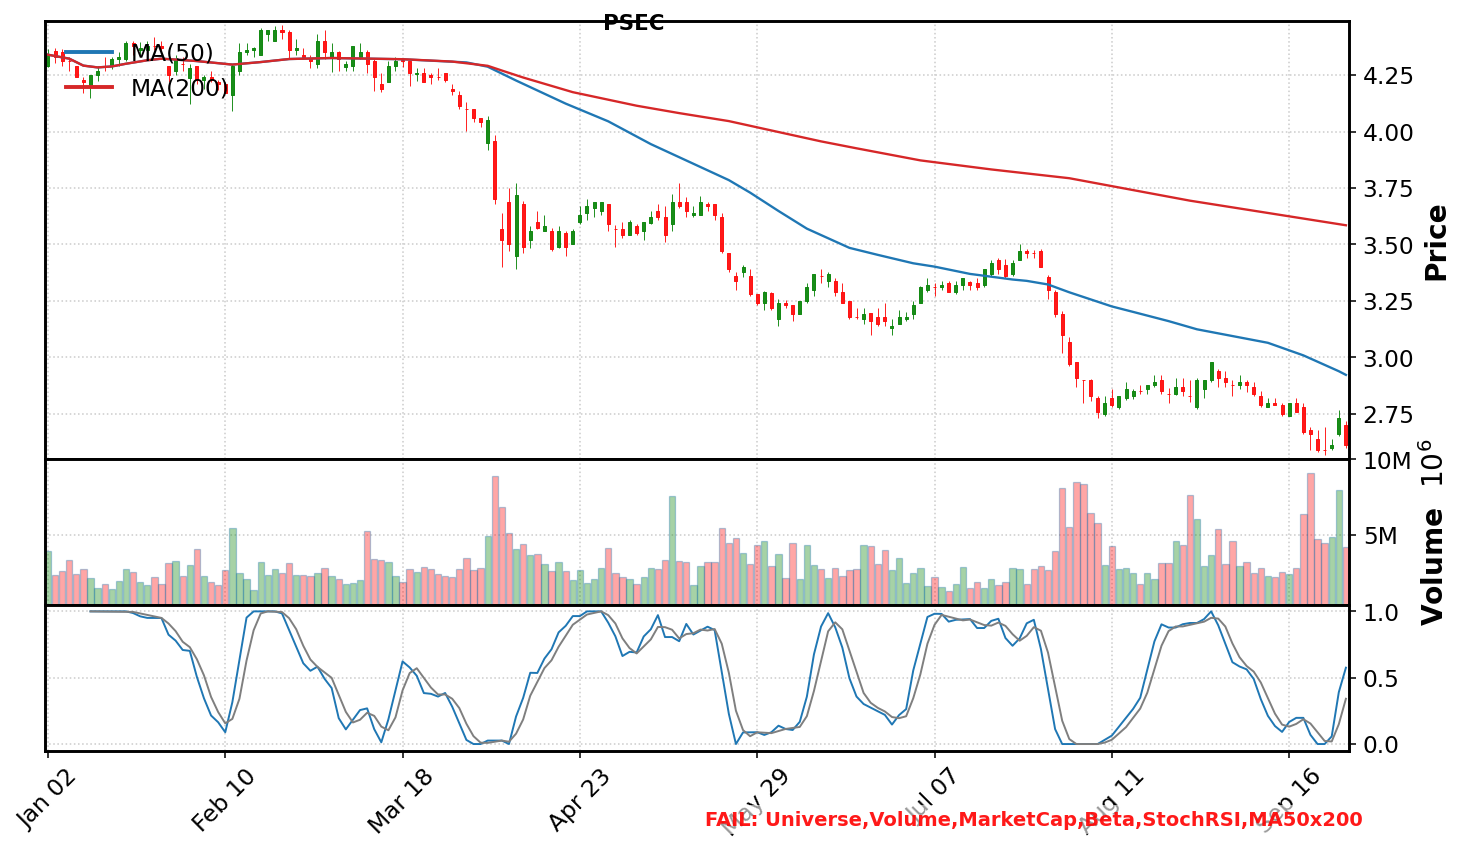 PSEC
MA(50)
MA(200)
4.25
4.00
3.75
3.50
3.25
3.00
2.75
Price
10M
5M
Volume 10⁶
1.0
0.5
0.0
Jan 02
Feb 10
Mar 18
Apr 23
May 29
Jul 07
Aug 11
Sep 16
FAIL: Universe,Volume,MarketCap,Beta,StochRSI,MA50x200